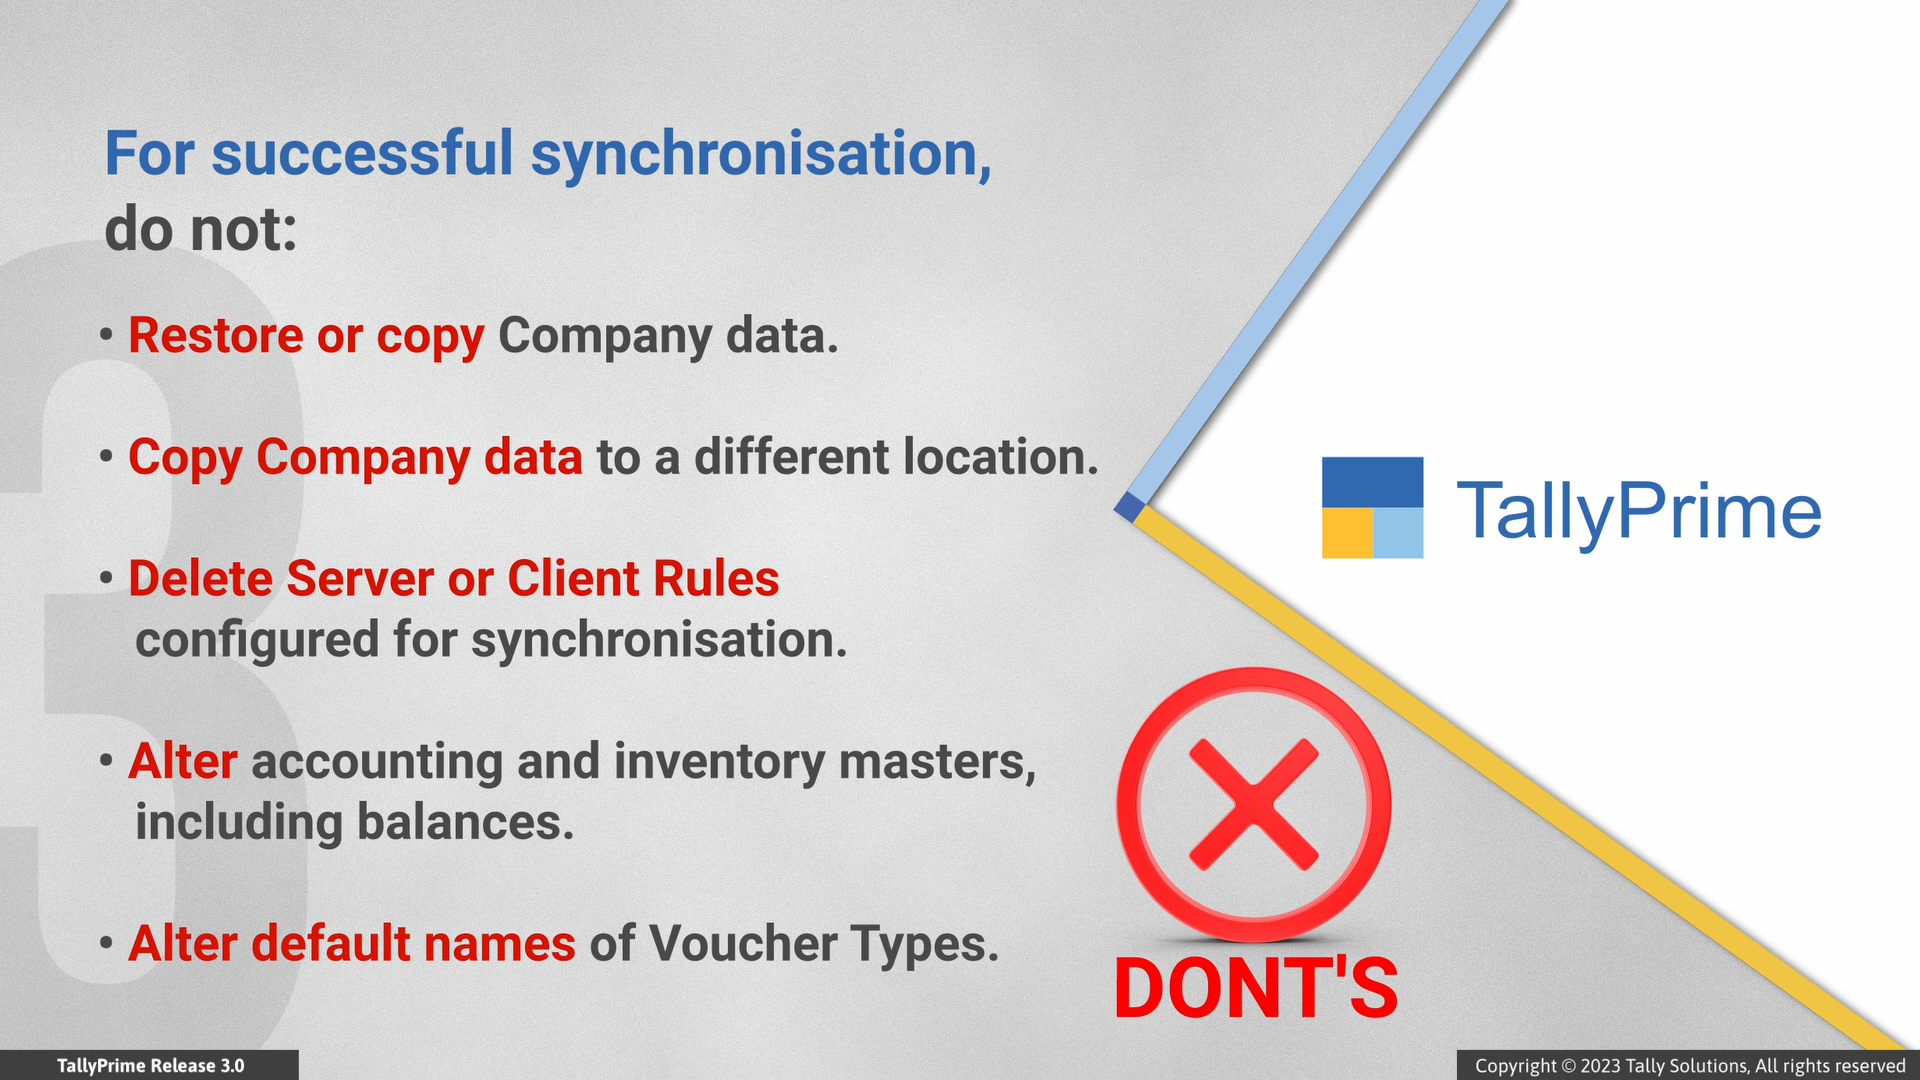 For successful synchronisation,
do not:
• Restore or copy Company data.
• Copy Company data to a different location.
• Delete Server or Client Rules
configured for synchronisation.
• Alter accounting and inventory masters,
including balances.
• Alter default names of Voucher Types.
TallyPrime
DONT'S
3
TallyPrime Release 3.0
Copyright © 2023 Tally Solutions, All rights reserved